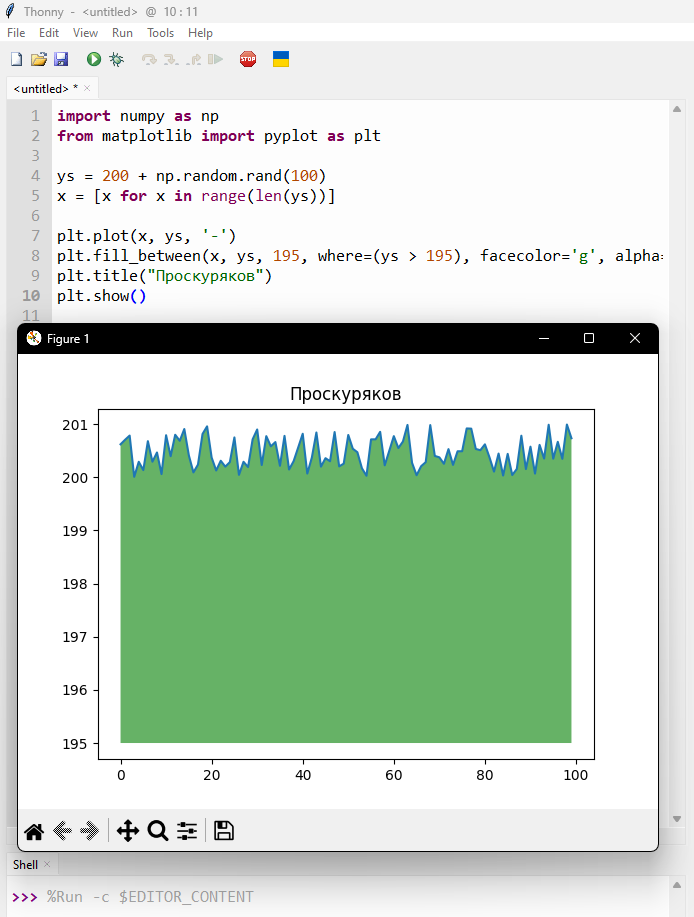 Thonny - <untitled> @ 10 : 11
File Edit View Run Tools Help
STOP
<untitled> *
1 import numpy as np
2 from matplotlib import pyplot as plt
3
4 ys = 200 + np.random.rand(100)
5 x = [x for x in range(len(ys))]
6
7 plt.plot(x, ys, '-')
8 plt.fill_between(x, ys, 195, where=(ys > 195), facecolor='g', alpha=
9 plt.title("Проскуряков")
10 plt.show()
11
Figure 1
Проскуряков
201
200
199
198
197
196
195
0 20 40 60 80 100
Shell
>>> %Run -c $EDITOR_CONTENT